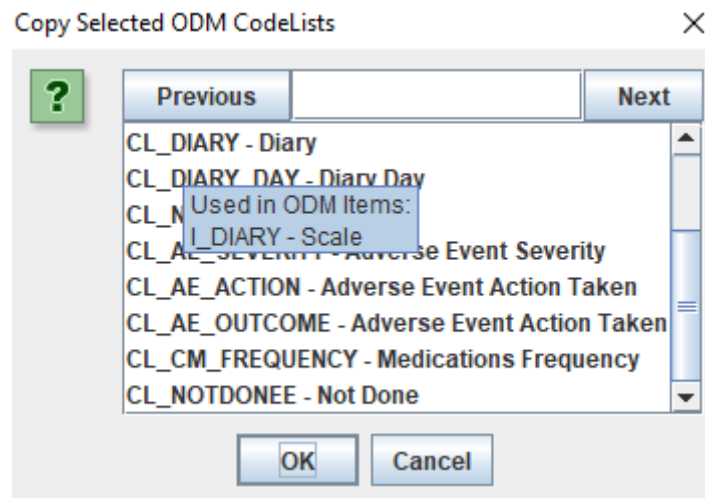 Copy Selected ODM CodeLists
?
Previous
Next
CL_DIARY - Diary
CL_DIARY_DAY - Diary Day
CL_N
Used in ODM Items:
I_DIARY - Scale
CL_AE_SEVERITY - Adverse Event Severity
CL_AE_ACTION - Adverse Event Action Taken
CL_AE_OUTCOME - Adverse Event Action Taken
CL_CM_FREQUENCY - Medications Frequency
CL_NOTDONEE - Not Done
OK
Cancel